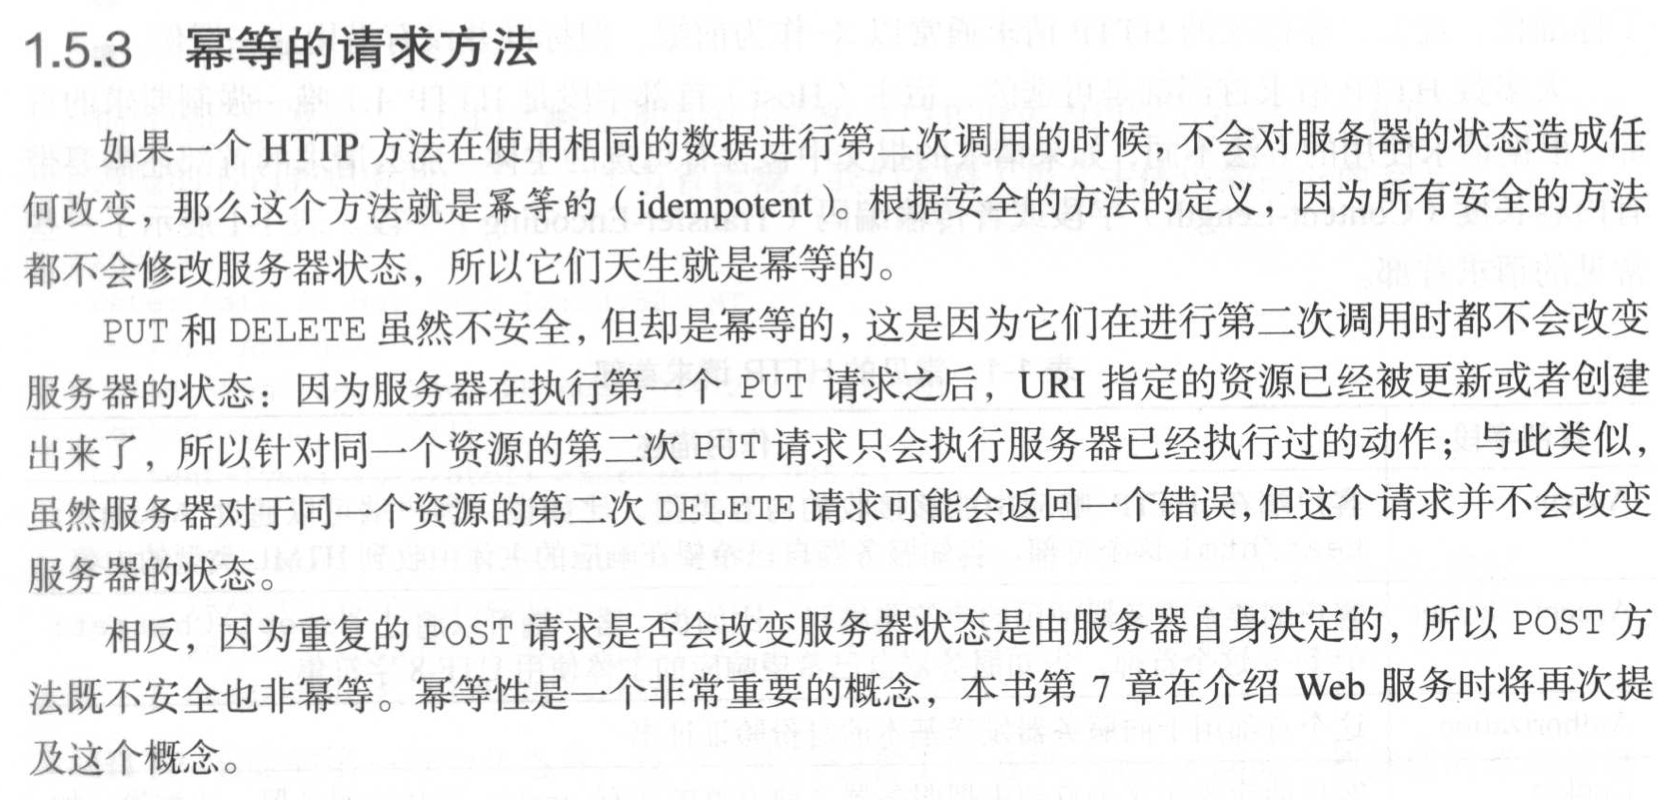 1.5.3 幂等的请求方法
如果一个 HTTP 方法在使用相同的数据进行第二次调用的时候，不会对服务器的状态造成任
何改变，那么这个方法就是幂等的（idempotent）。根据安全的方法的定义，因为所有安全的方法
都不会修改服务器状态，所以它们天生就是幂等的。
PUT 和 DELETE 虽然不安全，但却是幂等的，这是因为它们在进行第二次调用时都不会改变
服务器的状态：因为服务器在执行第一个 PUT 请求之后，URI 指定的资源已经被更新或者创建
出来了，所以针对同一个资源的第二次 PUT 请求只会执行服务器已经执行过的动作；与此类似，
虽然服务器对于同一个资源的第二次 DELETE 请求可能会返回一个错误，但这个请求并不会改变
服务器的状态。
相反，因为重复的 POST 请求是否会改变服务器状态是由服务器自身决定的，所以 POST 方
法既不安全也非幂等。幂等性是一个非常重要的概念，本书第 7 章在介绍 Web 服务时将再次提
及这个概念。